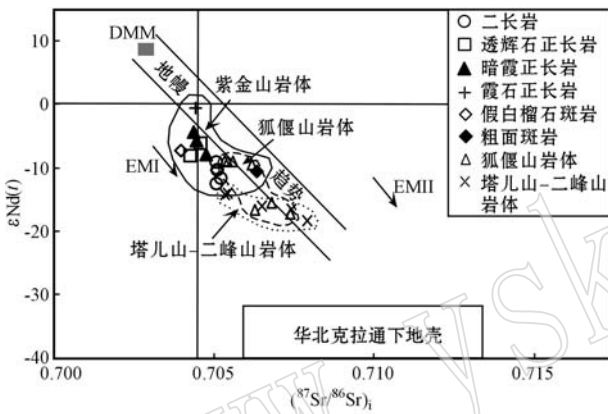 10
0
-10
-20
-30
-40
εNd(t)
0.700
0.705
0.710
0.715
(⁸⁷Sr/⁸⁶Sr)ᵢ
DMM
地幔
趋势
紫金山岩体
狐偃山岩体
EMI
EMII
塔儿山-二峰山岩体
华北克拉通下地壳
二长岩
透辉石正长岩
暗霞正长岩
霞石正长岩
假白榴石斑岩
粗面斑岩
狐偃山岩体
塔儿山-二峰山
岩体